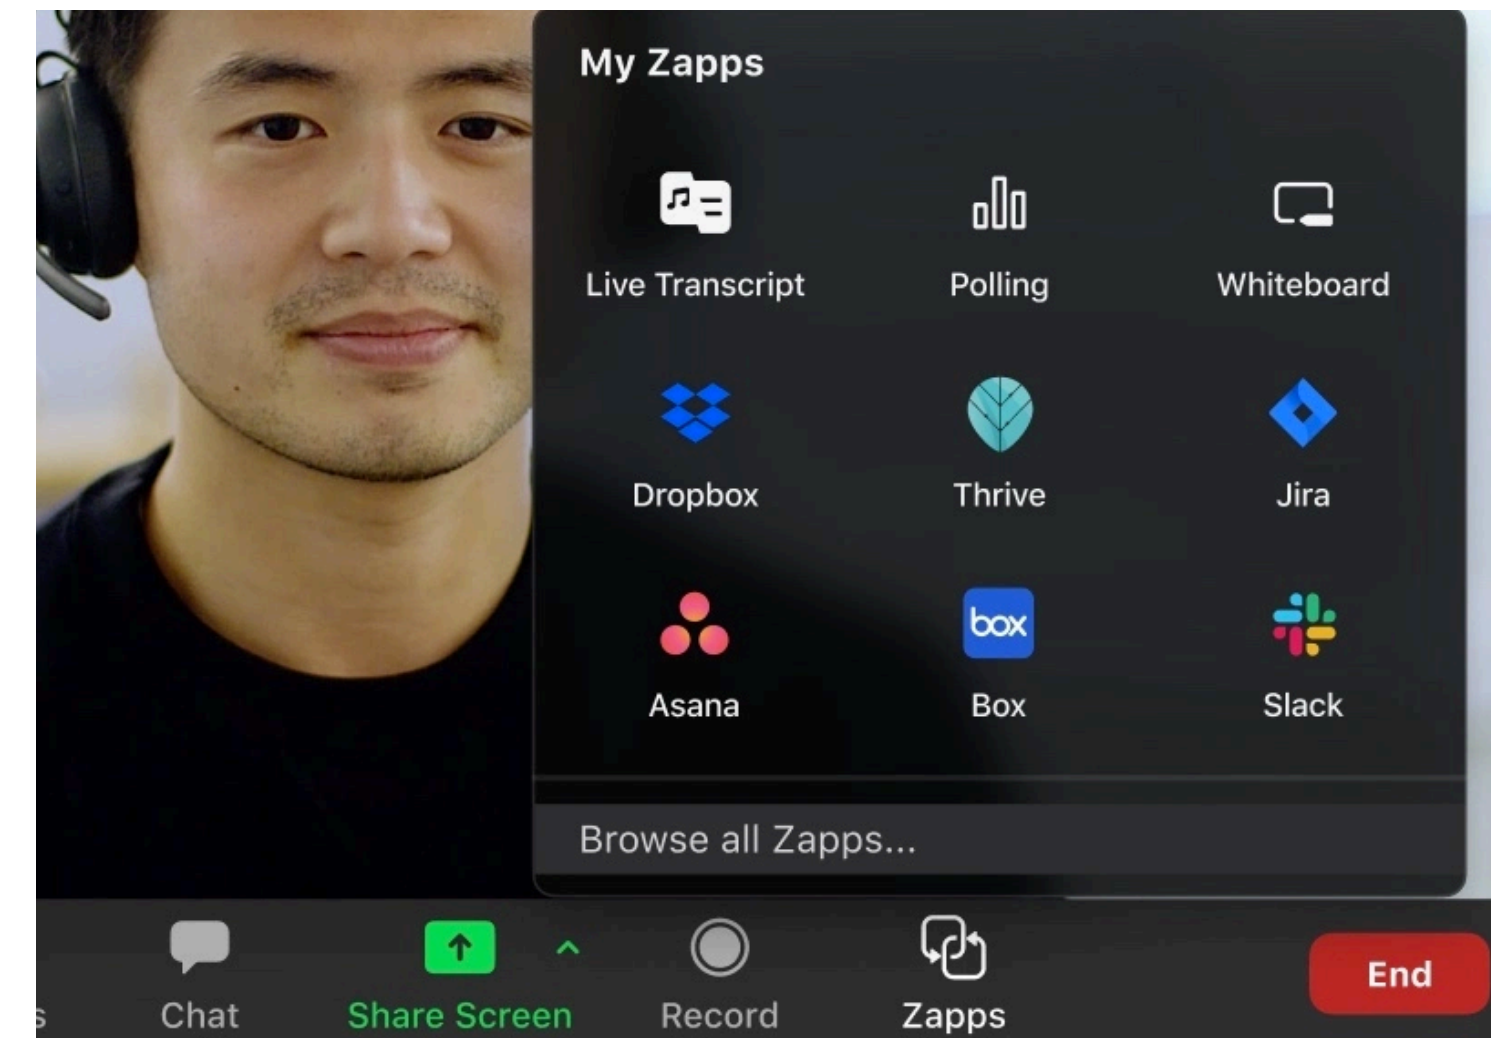 My Zapps
Live Transcript Polling Whiteboard
Dropbox Thrive Jira
box
Asana Box Slack
Browse all Zapps...
s Chat Share Screen Record Zapps End